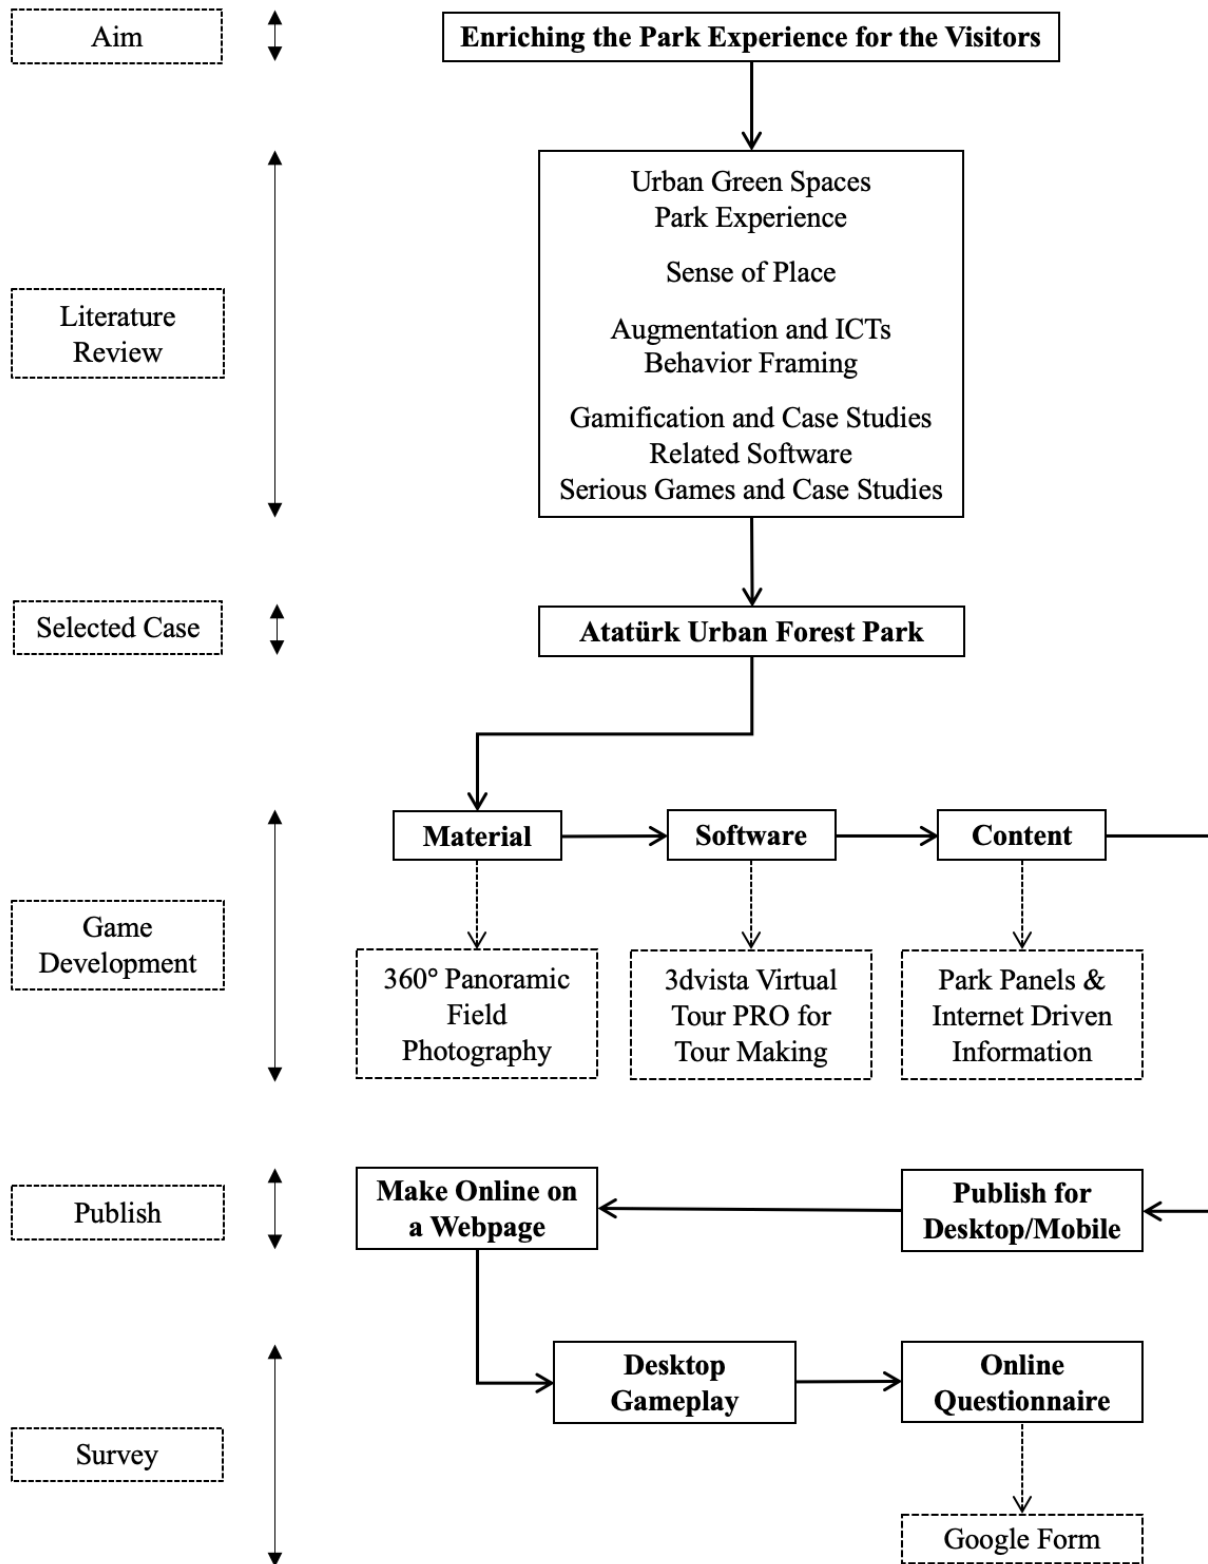 Aim
Enriching the Park Experience for the Visitors
Literature
Review
Urban Green Spaces
Park Experience
Sense of Place
Augmentation and ICTs
Behavior Framing
Gamification and Case Studies
Related Software
Serious Games and Case Studies
Selected Case
Atatürk Urban Forest Park
Game
Development
Material
Software
Content
360° Panoramic
Field
Photography
3dvista Virtual
Tour PRO for
Tour Making
Park Panels &
Internet Driven
Information
Publish
Make Online on
a Webpage
Publish for
Desktop/Mobile
Survey
Desktop
Gameplay
Online
Questionnaire
Google Form